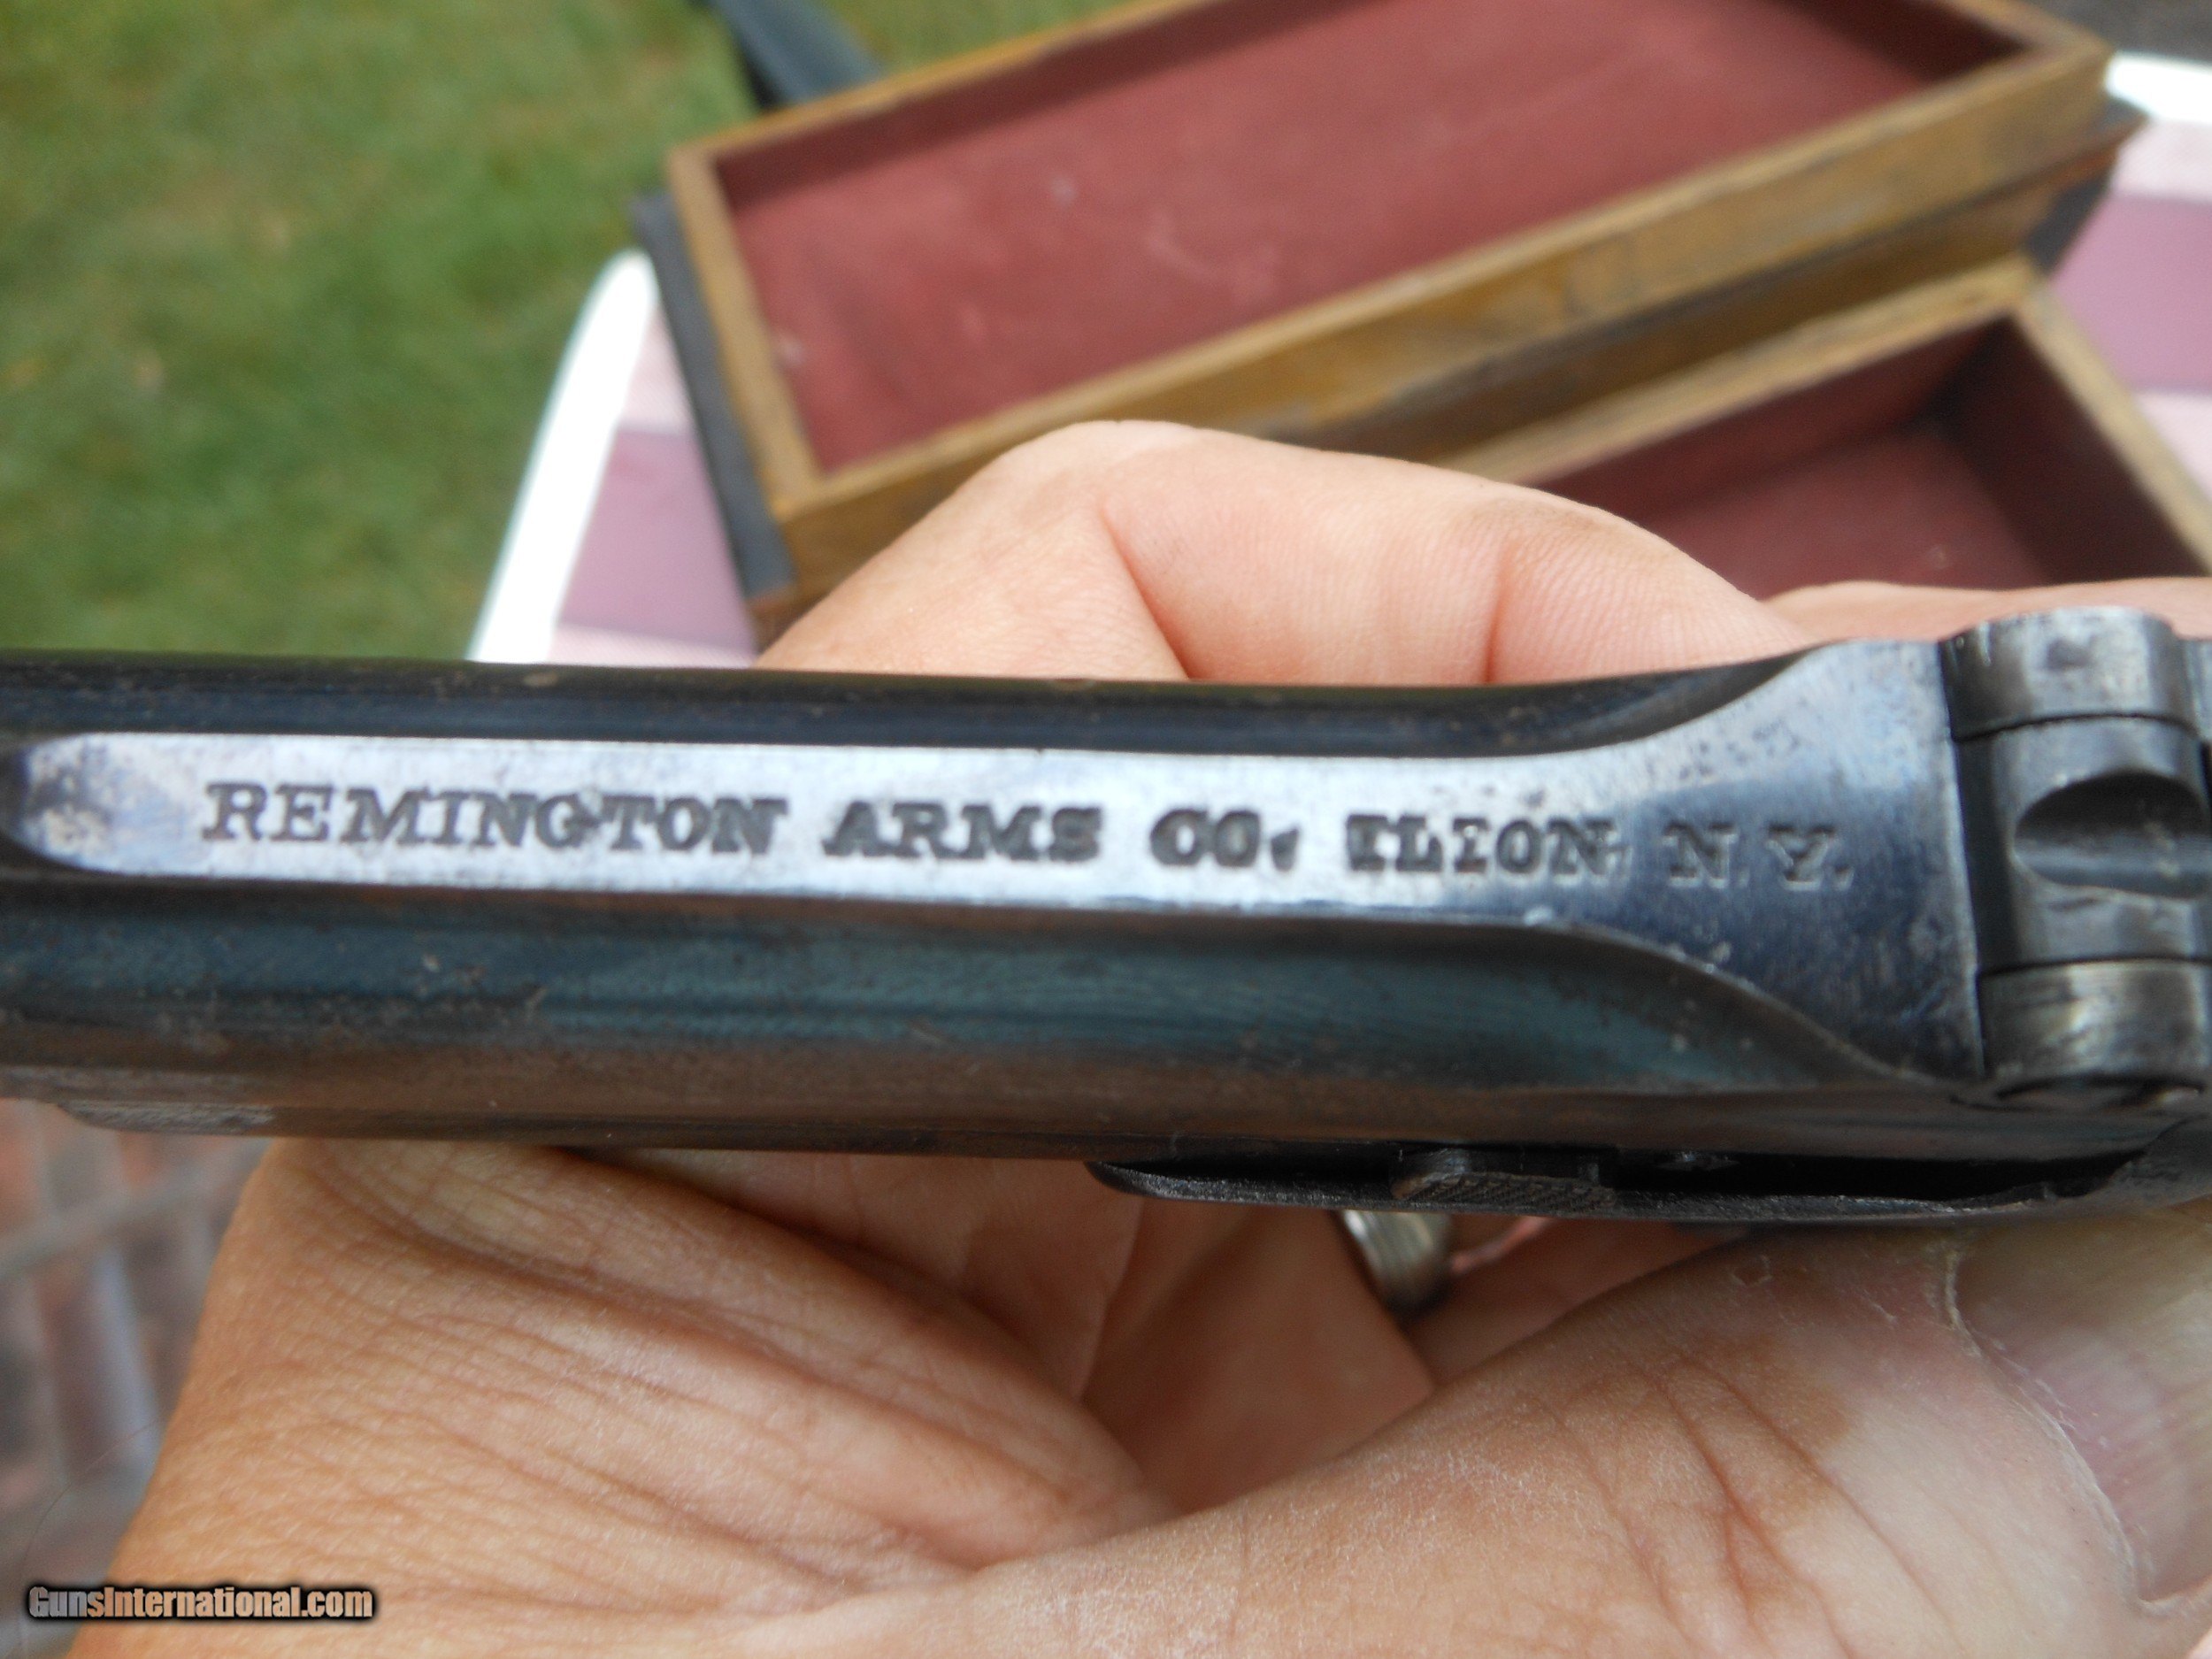 REMINGTON ARMS CO, ILION, N.Y.
GunsInternational.com